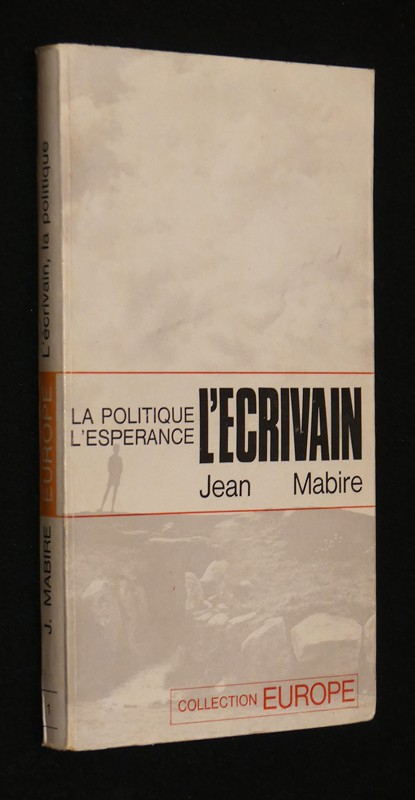 LA POLITIQUE
L'ESPERANCE
L'ECRIVAIN
Jean Mabire
COLLECTION EUROPE
J. MABIRE EUROPE L'écrivain, la politique
1